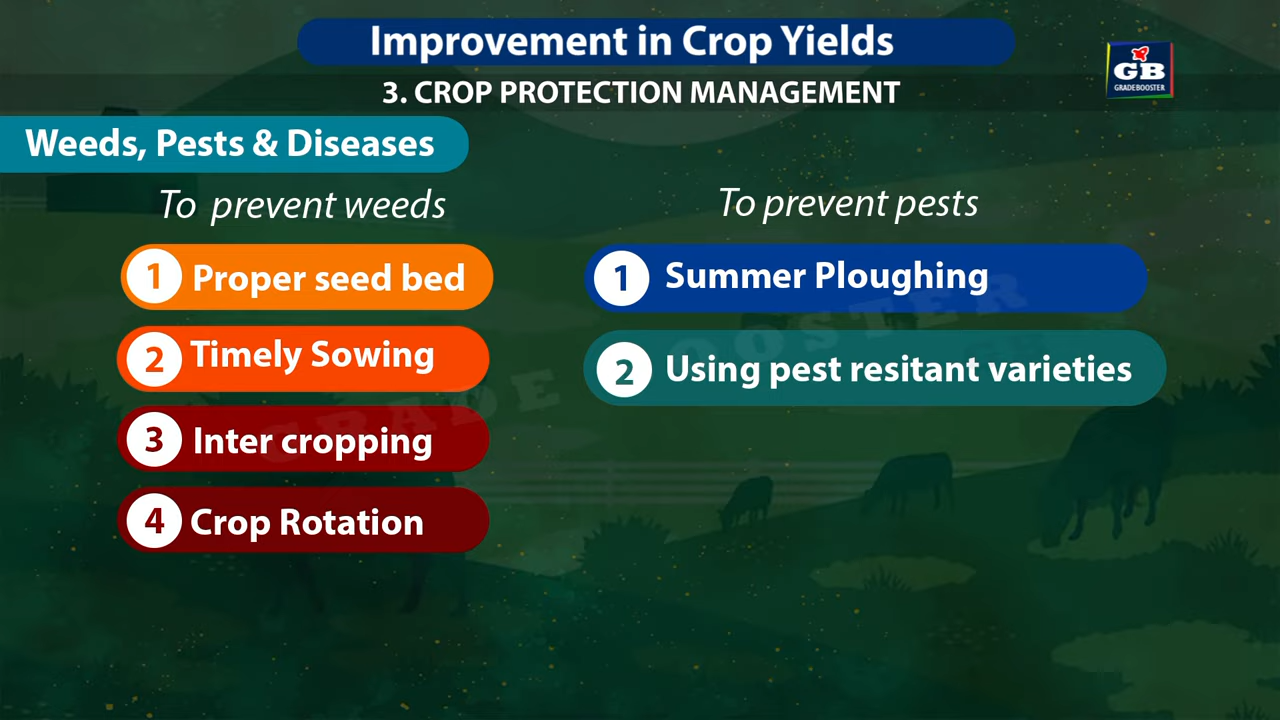 Improvement in Crop Yields
3. CROP PROTECTION MANAGEMENT
GB
GRADEBOOSTER
Weeds, Pests & Diseases
To prevent weeds
1 Proper seed bed
2 Timely Sowing
3 Inter cropping
4 Crop Rotation
To prevent pests
1 Summer Ploughing
2 Using pest resitant varieties
GRADE BOOSTER